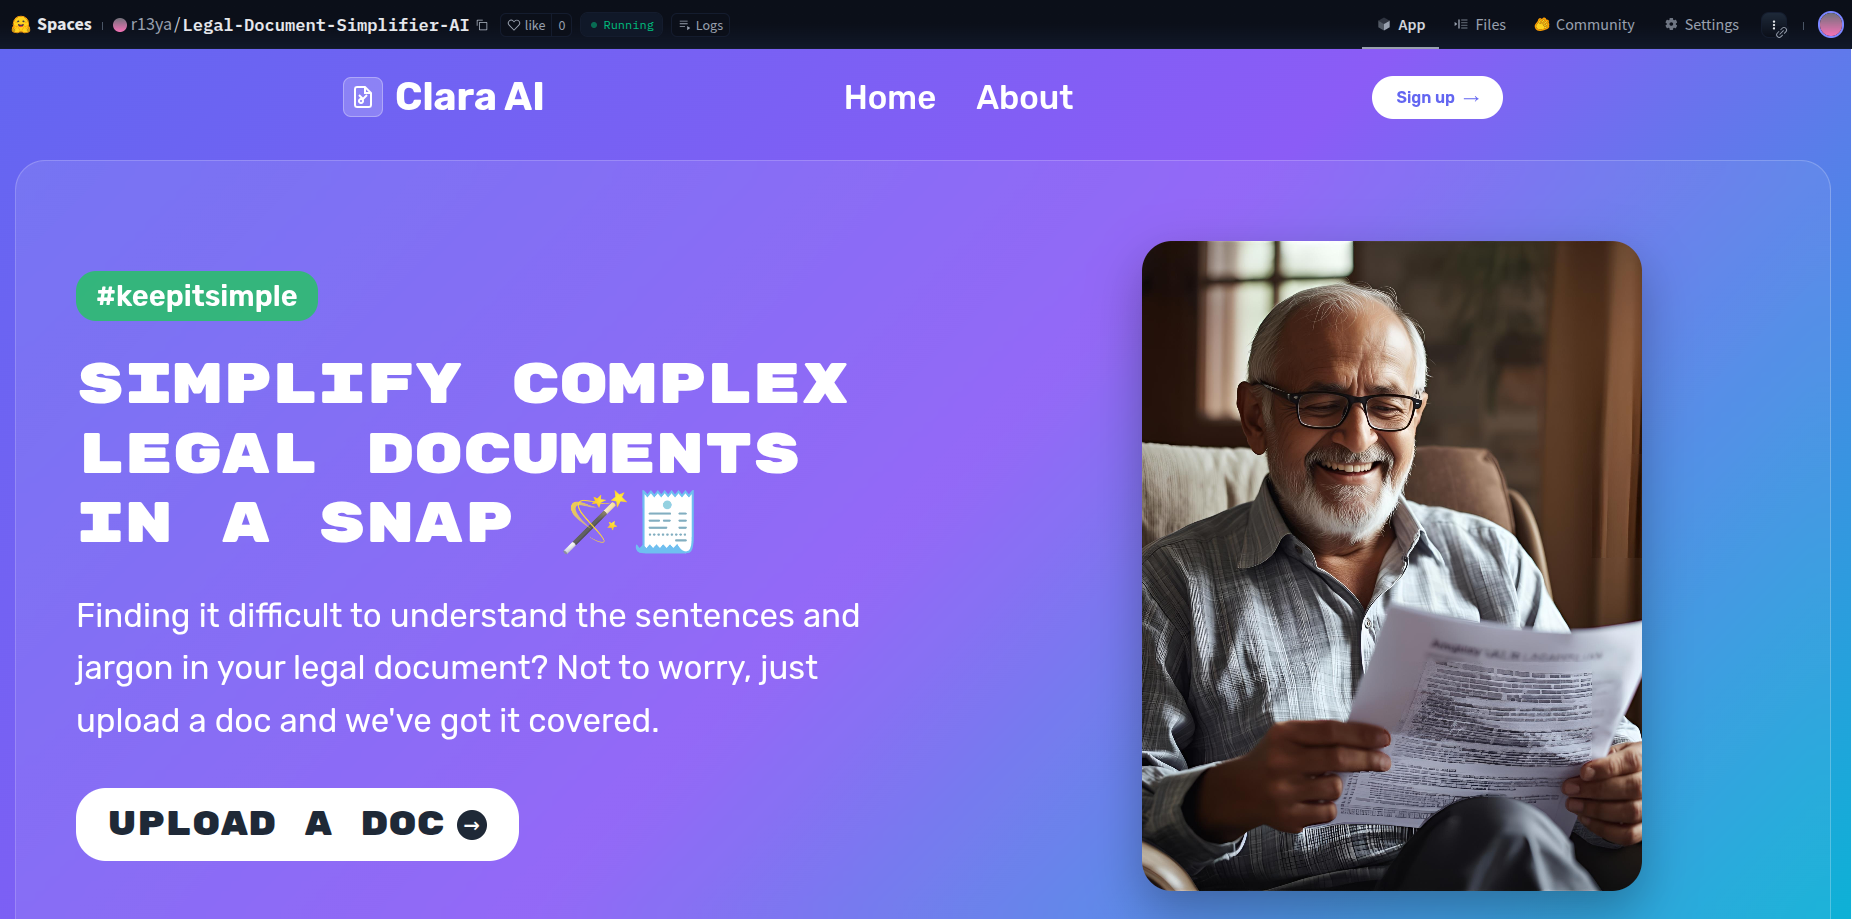 Spaces
r13ya/Legal-Document-Simplifier-AI
like 0
Running
Logs
App
Files
Community
Settings
Clara AI
Home
About
Sign up →
#keepitsimple
SIMPLIFY COMPLEX
LEGAL DOCUMENTS
IN A SNAP 🪄🧾
Finding it difficult to understand the sentences and
jargon in your legal document? Not to worry, just
upload a doc and we've got it covered.
UPLOAD A DOC